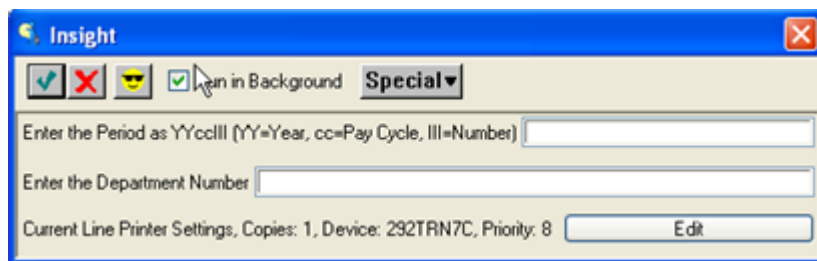 Insight
in Background Special
Enter the Period as YYccIII (YY=Year, cc=Pay Cycle, III=Number)
Enter the Department Number
Current Line Printer Settings, Copies: 1, Device: 292TRN7C, Priority: 8 Edit